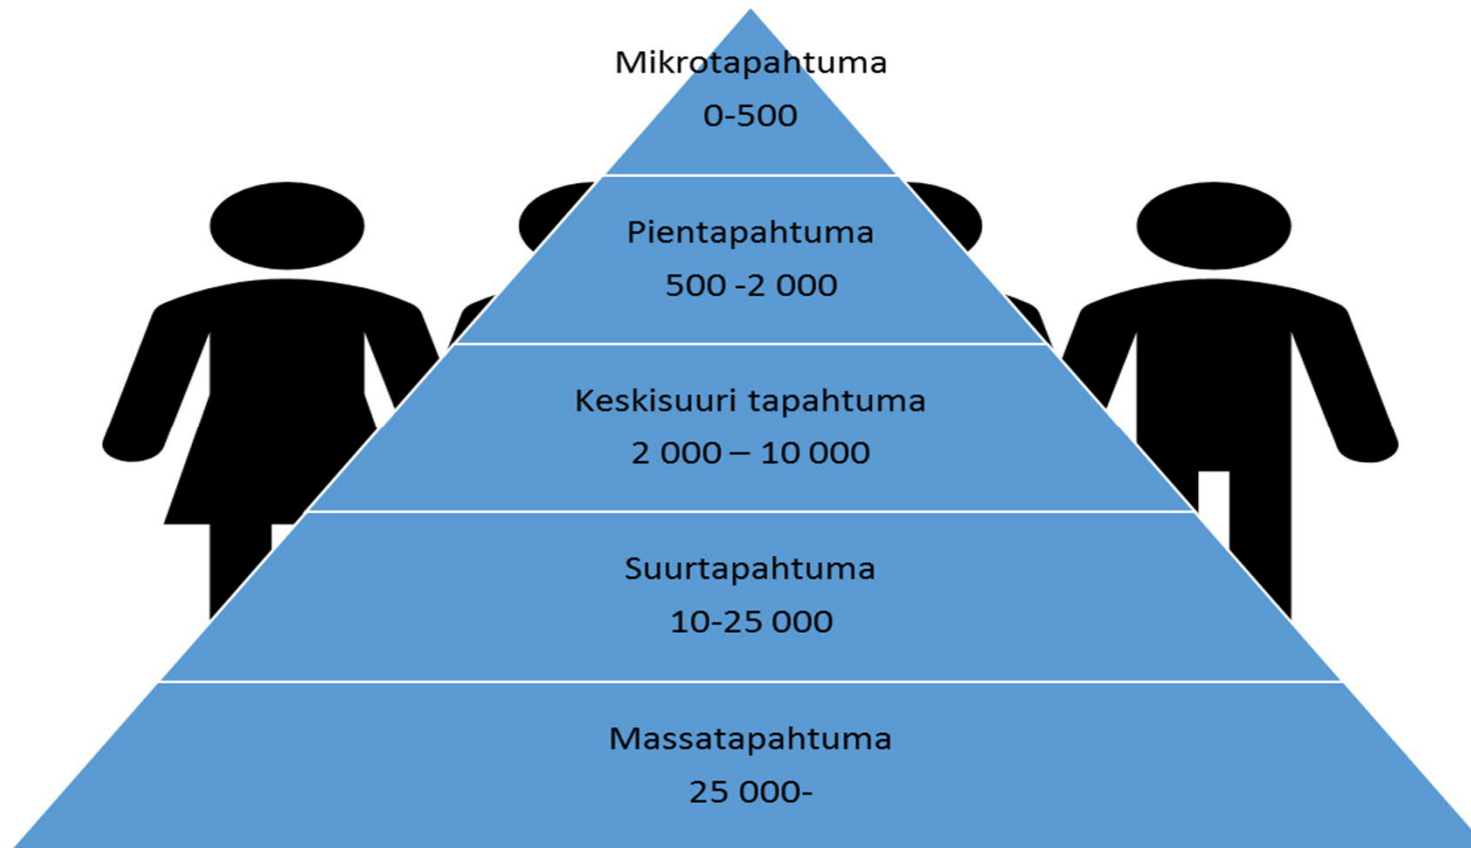 Mikrotapahtuma
0-500
Pientapahtuma
500 -2 000
Keskisuuri tapahtuma
2 000 – 10 000
Suurtapahtuma
10-25 000
Massatapahtuma
25 000-